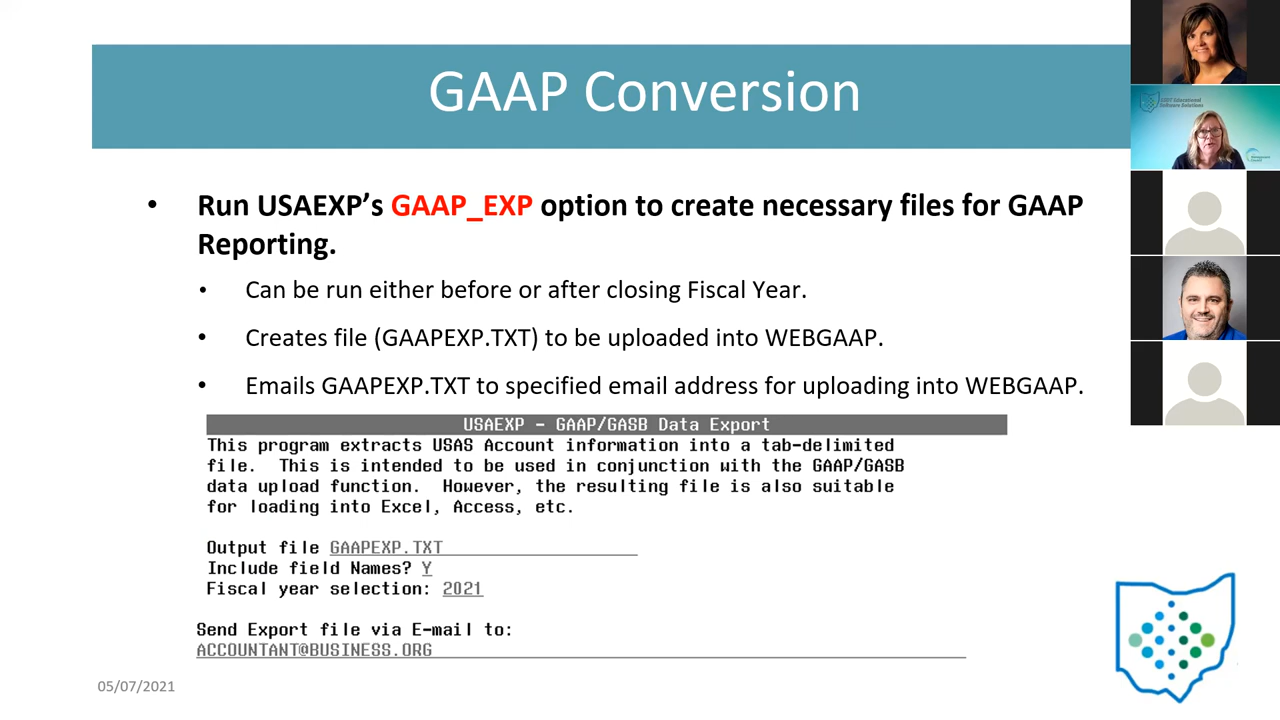 GAAP Conversion
• Run USAEXP's GAAP_EXP option to create necessary files for GAAP
Reporting.
• Can be run either before or after closing Fiscal Year.
• Creates file (GAAPEXP.TXT) to be uploaded into WEBGAAP.
• Emails GAAPEXP.TXT to specified email address for uploading into WEBGAAP.
USAEXP - GAAP/GASB Data Export
This program extracts USAS Account information into a tab-delimited
file. This is intended to be used in conjunction with the GAAP/GASB
data upload function. However, the resulting file is also suitable
for loading into Excel, Access, etc.
Output file GAAPEXP.TXT
Include field Names? Y
Fiscal year selection: 2021
Send Export file via E-mail to:
ACCOUNTANT@BUSINESS.ORG
05/07/2021